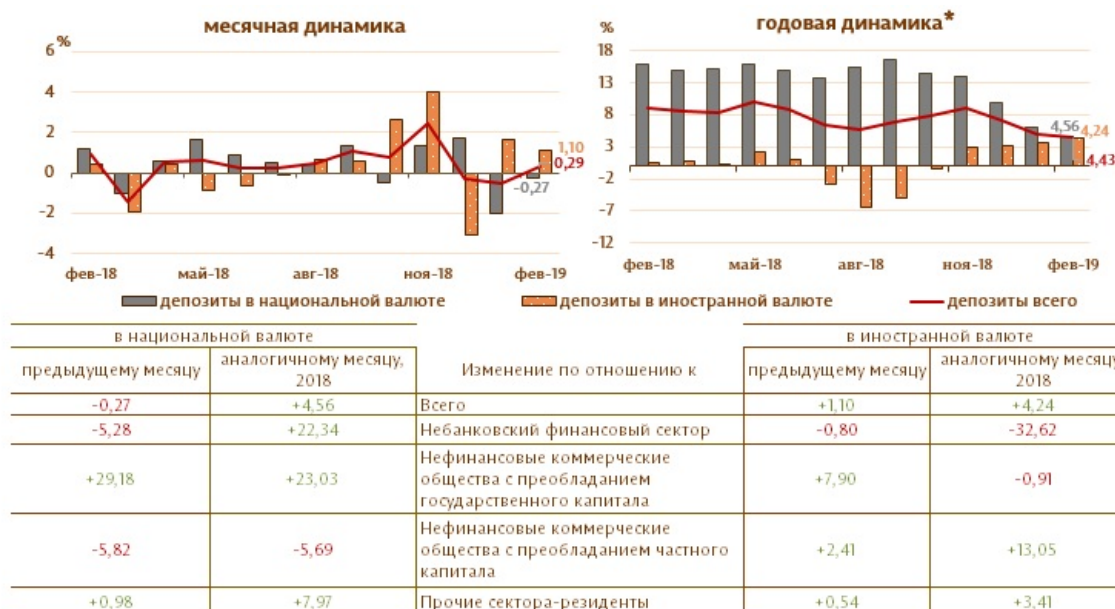 месячная динамика
%
6
4
2
0
-2
-4
1,10
0,29
-0,27
фев-18
май-18
авг-18
ноя-18
фев-19
годовая динамика*
%
18
13
8
3
-2
-7
-12
4,56
4,24
4,43
фев-18
май-18
авг-18
ноя-18
фев-19
депозиты в национальной валюте
депозиты в иностранной валюте
депозиты всего
в национальной валюте
в иностранной валюте
предыдущему месяцу
аналогичному месяцу,
2018
Изменение по отношению к
предыдущему месяцу
аналогичному месяцу
2018
-0,27 +4,56 Всего +1,10 +4,24
-5,28 +22,34 Небанковский финансовый сектор -0,80 -32,62
Нефинансовые коммерческие
общества с преобладанием
государственного капитала
+29,18 +23,03 +7,90 -0,91
Нефинансовые коммерческие
общества с преобладанием частного
капитала
-5,82 -5,69 +2,41 +13,05
+0,98 +7,97 Прочие сектора-резиденты +0,54 +3,41